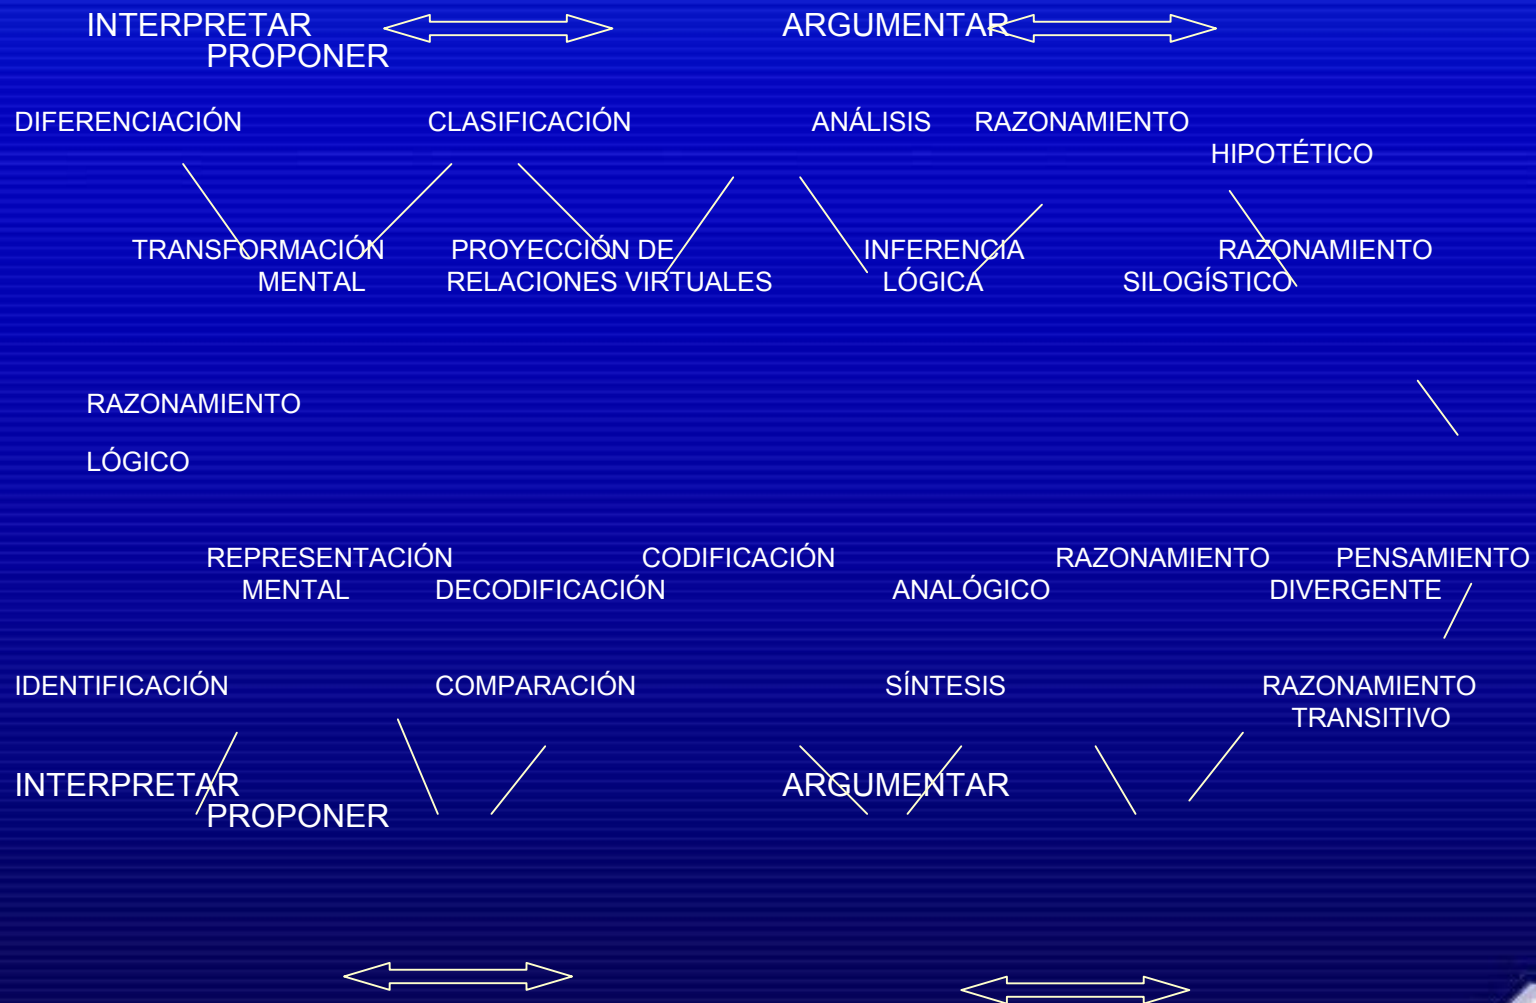 INTERPRETAR ARGUMENTAR
PROPONER
DIFERENCIACIÓN CLASIFICACIÓN ANÁLISIS RAZONAMIENTO
HIPOTÉTICO
TRANSFORMACIÓN PROYECCIÓN DE INFERENCIA RAZONAMIENTO
MENTAL RELACIONES VIRTUALES LÓGICA SILOGÍSTICO
RAZONAMIENTO
LÓGICO
REPRESENTACIÓN CODIFICACIÓN RAZONAMIENTO PENSAMIENTO
MENTAL DECODIFICACIÓN ANALÓGICO DIVERGENTE
IDENTIFICACIÓN COMPARACIÓN SÍNTESIS RAZONAMIENTO
TRANSITIVO
INTERPRETAR ARGUMENTAR
PROPONER